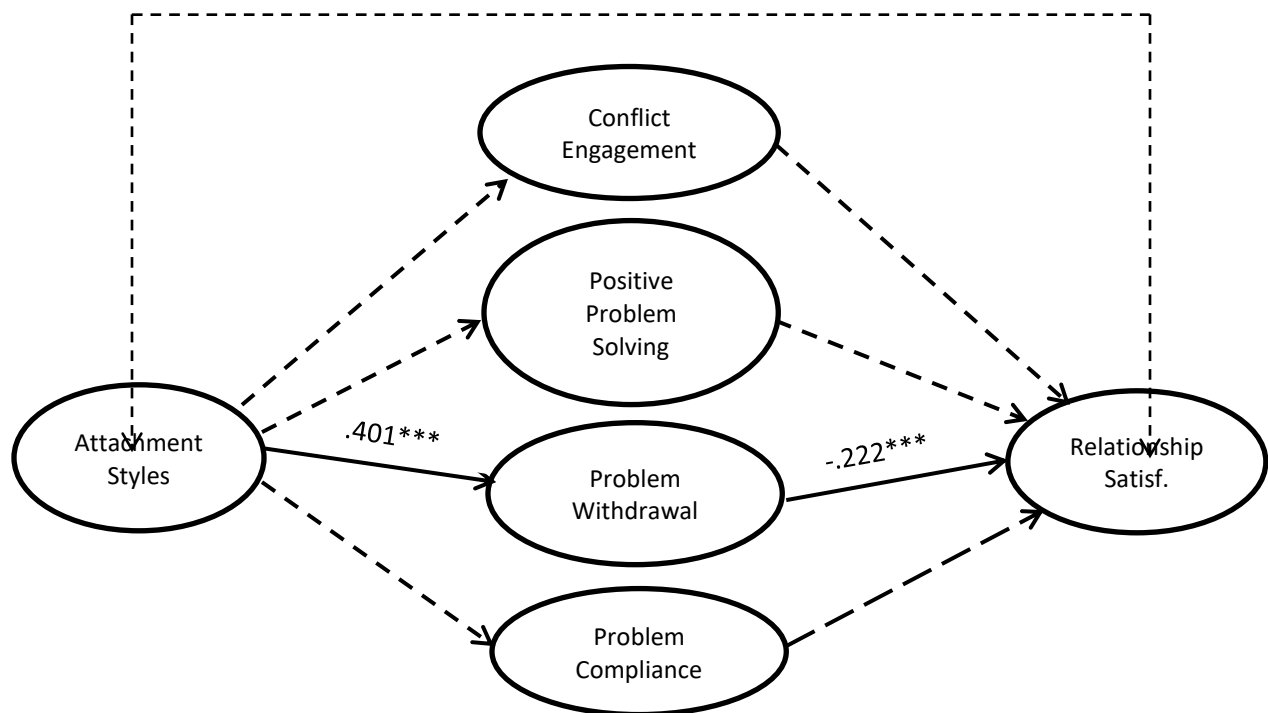 Conflict
Engagement
Positive
Problem
Solving
Attachment
Styles
.401***
Problem
Withdrawal
-.222***
Relationship
Satisf.
Problem
Compliance